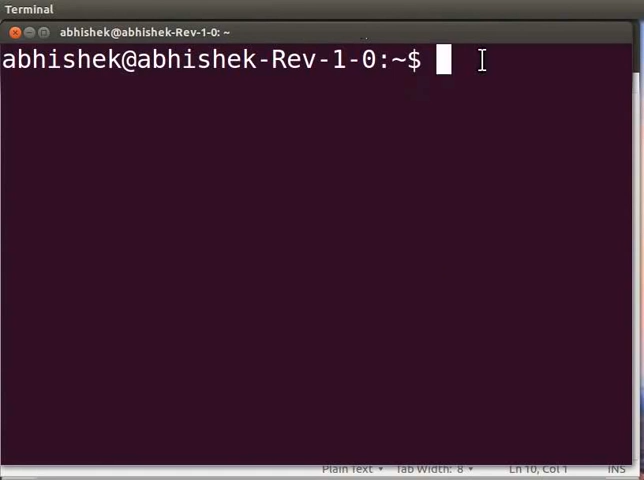 Terminal
abhishek@abhishek-Rev-1-0: ~
abhishek@abhishek-Rev-1-0:~$
Plain Text Tab Width: 8 Ln 10, Col 1 INS